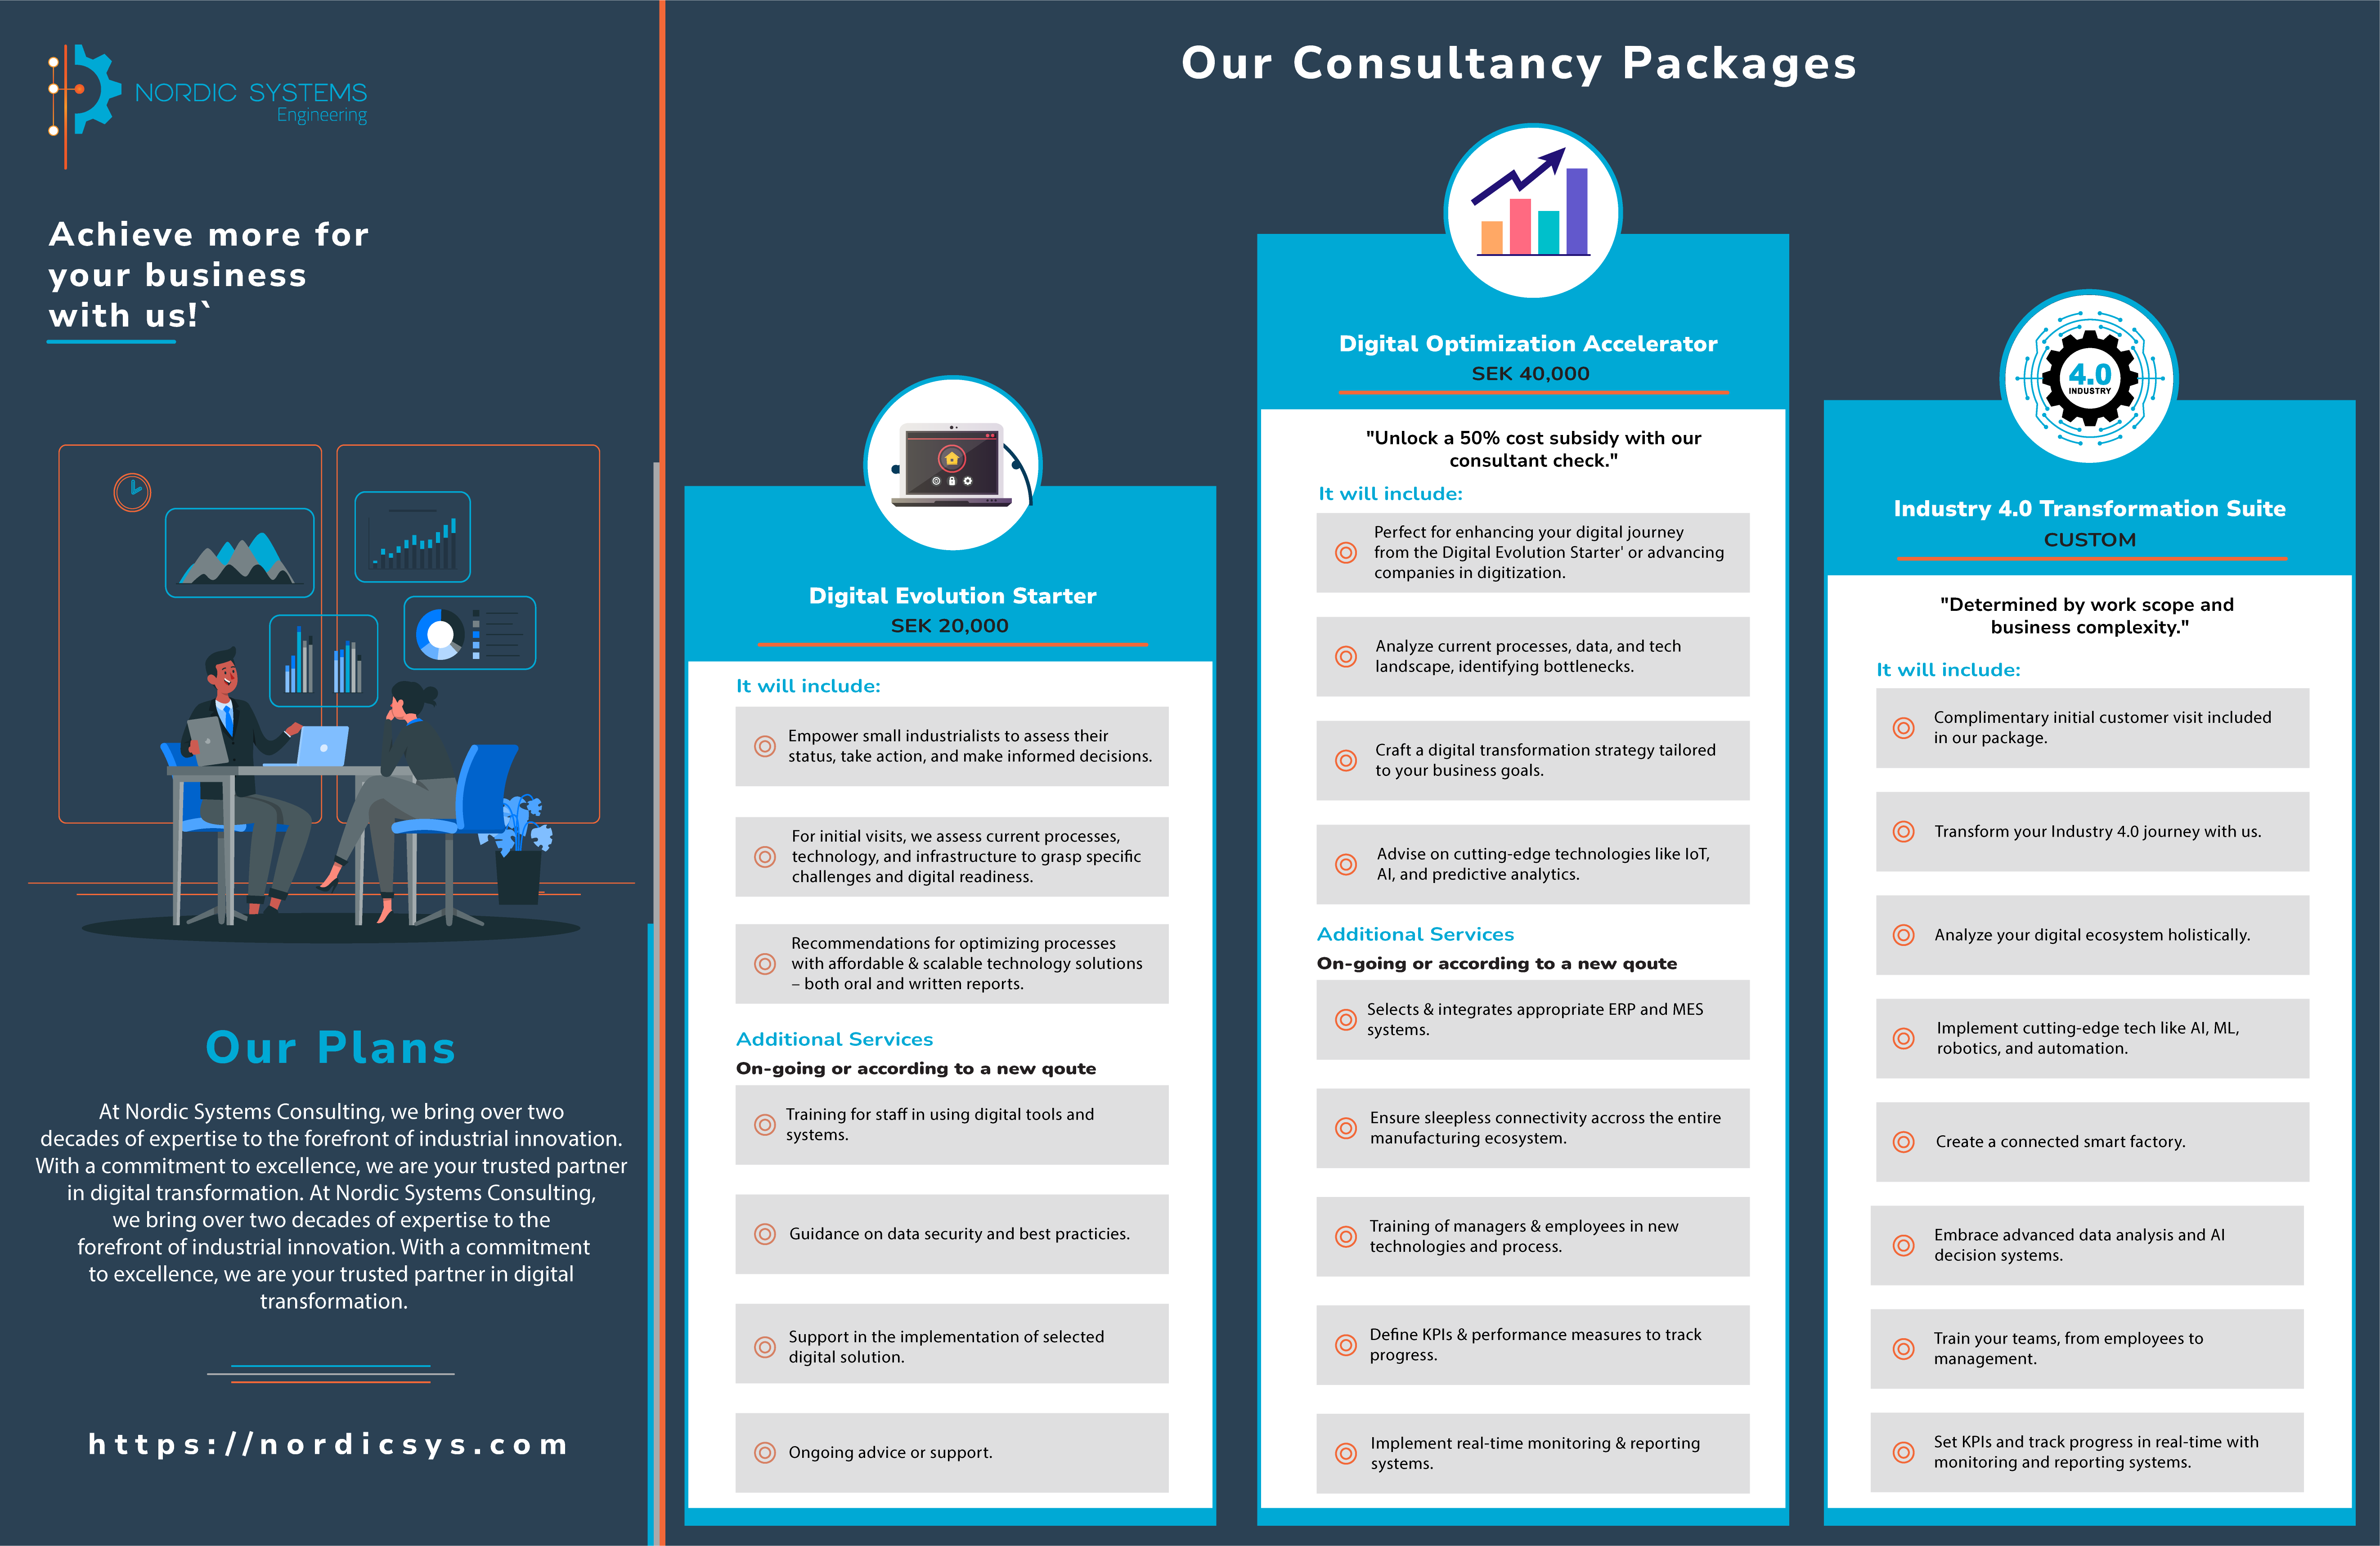 NORDIC SYSTEMS
Engineering
Achieve more for
your business
with us!`
Our Plans
At Nordic Systems Consulting, we bring over two
decades of expertise to the forefront of industrial innovation.
With a commitment to excellence, we are your trusted partner
in digital transformation. At Nordic Systems Consulting,
we bring over two decades of expertise to the
forefront of industrial innovation. With a commitment
to excellence, we are your trusted partner in digital
transformation.
https://nordicsys.com
Our Consultancy Packages
Digital Evolution Starter
SEK 20,000
It will include:
Empower small industrialists to assess their
status, take action, and make informed decisions.
For initial visits, we assess current processes,
technology, and infrastructure to grasp specific
challenges and digital readiness.
Recommendations for optimizing processes
with affordable & scalable technology solutions
– both oral and written reports.
Additional Services
On-going or according to a new qoute
Training for staff in using digital tools and
systems.
Guidance on data security and best practicies.
Support in the implementation of selected
digital solution.
Ongoing advice or support.
Digital Optimization Accelerator
SEK 40,000
"Unlock a 50% cost subsidy with our
consultant check."
It will include:
Perfect for enhancing your digital journey
from the Digital Evolution Starter' or advancing
companies in digitization.
Analyze current processes, data, and tech
landscape, identifying bottlenecks.
Craft a digital transformation strategy tailored
to your business goals.
Advise on cutting-edge technologies like IoT,
AI, and predictive analytics.
Additional Services
On-going or according to a new qoute
Selects & integrates appropriate ERP and MES
systems.
Ensure sleepless connectivity accross the entire
manufacturing ecosystem.
Training of managers & employees in new
technologies and process.
Define KPIs & performance measures to track
progress.
Implement real-time monitoring & reporting
systems.
4.0
INDUSTRY
Industry 4.0 Transformation Suite
CUSTOM
"Determined by work scope and
business complexity."
It will include:
Complimentary initial customer visit included
in our package.
Transform your Industry 4.0 journey with us.
Analyze your digital ecosystem holistically.
Implement cutting-edge tech like AI, ML,
robotics, and automation.
Create a connected smart factory.
Embrace advanced data analysis and AI
decision systems.
Train your teams, from employees to
management.
Set KPIs and track progress in real-time with
monitoring and reporting systems.